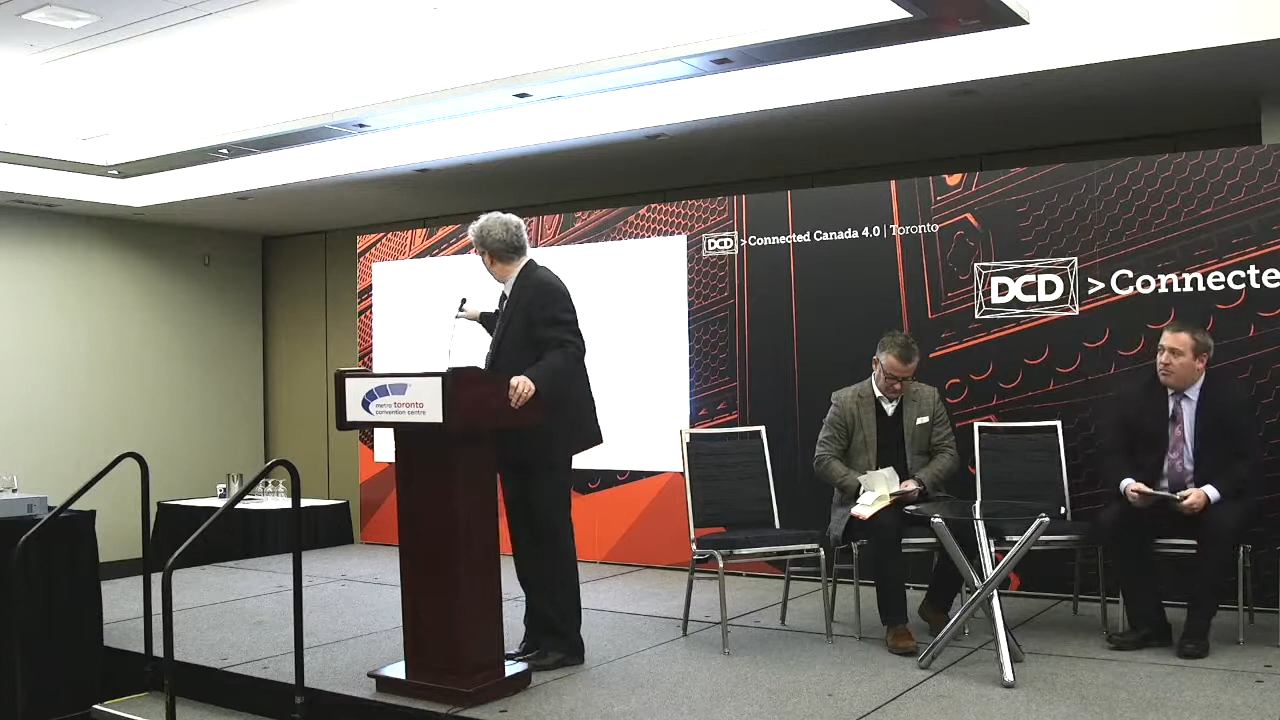 DCD >Connected Canada 4.0 | Toronto
DCD >Connecte
metro toronto
convention centre